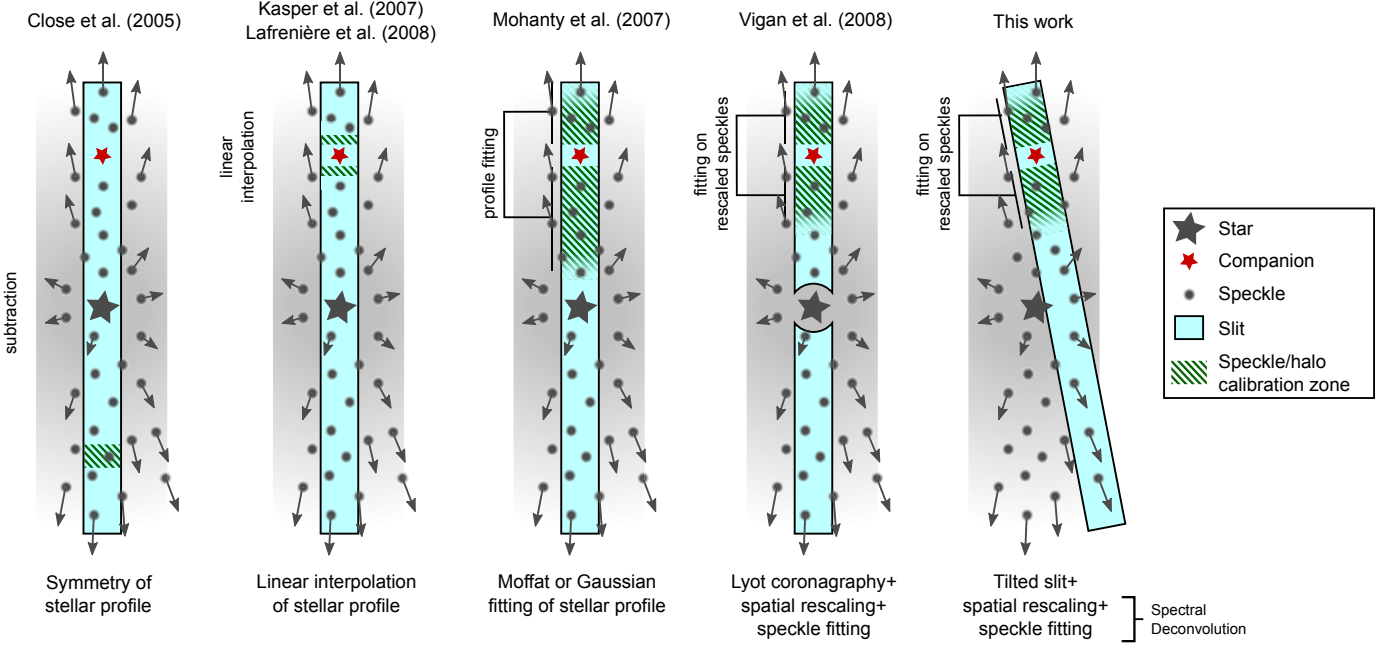 Close et al. (2005)
Kasper et al. (2007)
Lafrenière et al. (2008)
Mohanty et al. (2007)
Vigan et al. (2008)
This work
subtraction
linear
interpolation
profile fitting
fitting on
rescaled speckles
fitting on
rescaled speckles
Star
Companion
Speckle
Slit
Speckle/halo
calibration zone
Symmetry of
stellar profile
Linear interpolation
of stellar profile
Moffat or Gaussian
fitting of stellar profile
Lyot coronagraphy+
spatial rescaling+
speckle fitting
Tilted slit+
spatial rescaling+
speckle fitting
Spectral
Deconvolution